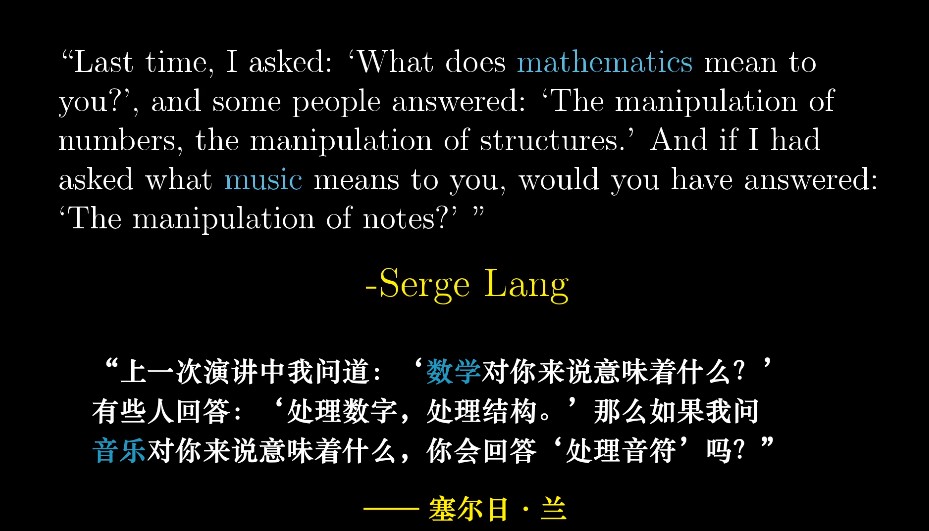 “Last time, I asked: ‘What does mathematics mean to
you?’, and some people answered: ‘The manipulation of
numbers, the manipulation of structures.’ And if I had
asked what music means to you, would you have answered:
‘The manipulation of notes?’ ”
-Serge Lang
“上一次演讲中我问道：‘数学对你来说意味着什么？’
有些人回答：‘处理数字，处理结构。’那么如果我问
音乐对你来说意味着什么，你会回答‘处理音符’吗？”
—— 塞尔日·兰